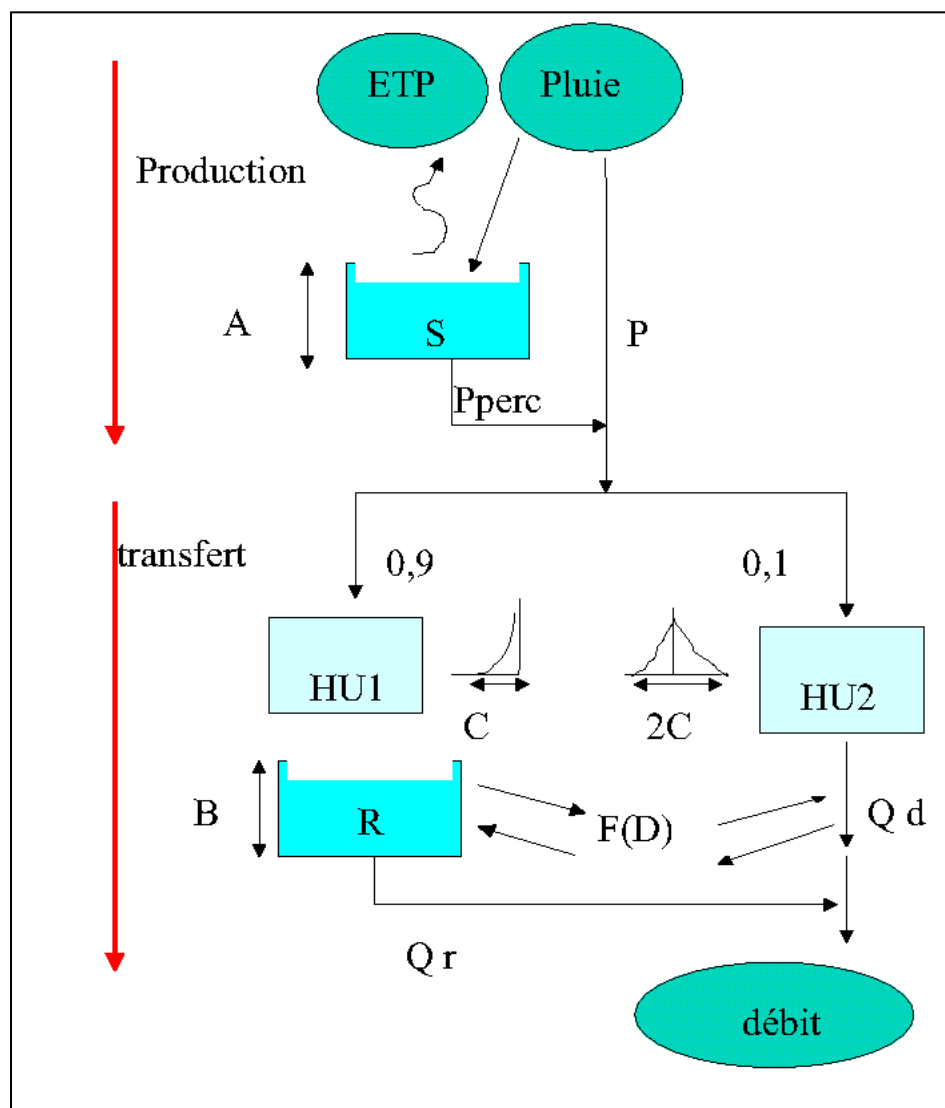 ETP
Pluie
Production
A
S
P
Pperc
transfert
0,9
0,1
HU1
HU2
C
2C
B
R
F(D)
Q d
Q r
débit